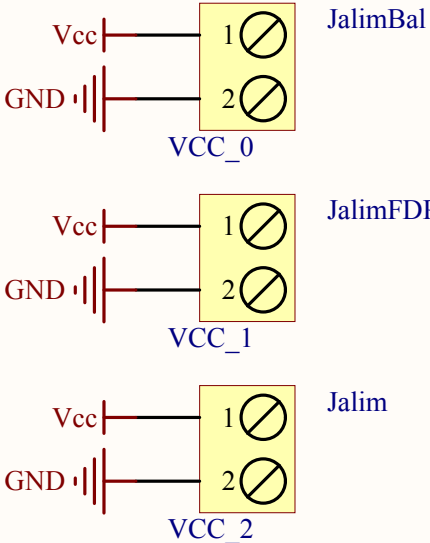 JalimBal
Vcc 1
GND 2
VCC_0
Vcc 1
GND 2
VCC_1
Jalim
Vcc 1
GND 2
VCC_2